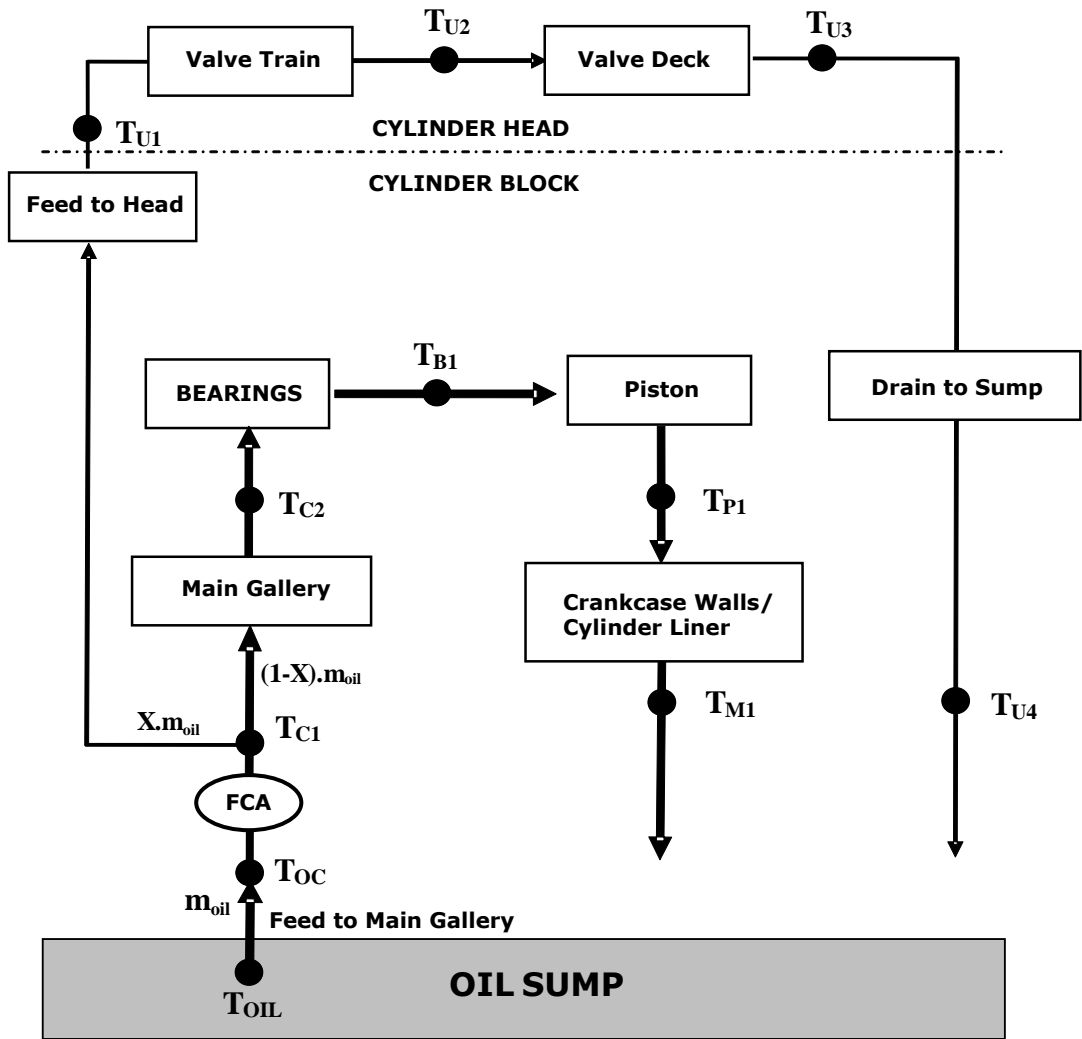 T_U2
T_U3
Valve Train
Valve Deck
T_U1
CYLINDER HEAD
CYLINDER BLOCK
Feed to Head
T_B1
BEARINGS
Piston
Drain to Sump
T_C2
T_P1
Main Gallery
Crankcase Walls/
Cylinder Liner
(1-X).m_oil
X.m_oil
T_C1
T_M1
T_U4
FCA
T_OC
m_oil
Feed to Main Gallery
OIL SUMP
T_OIL